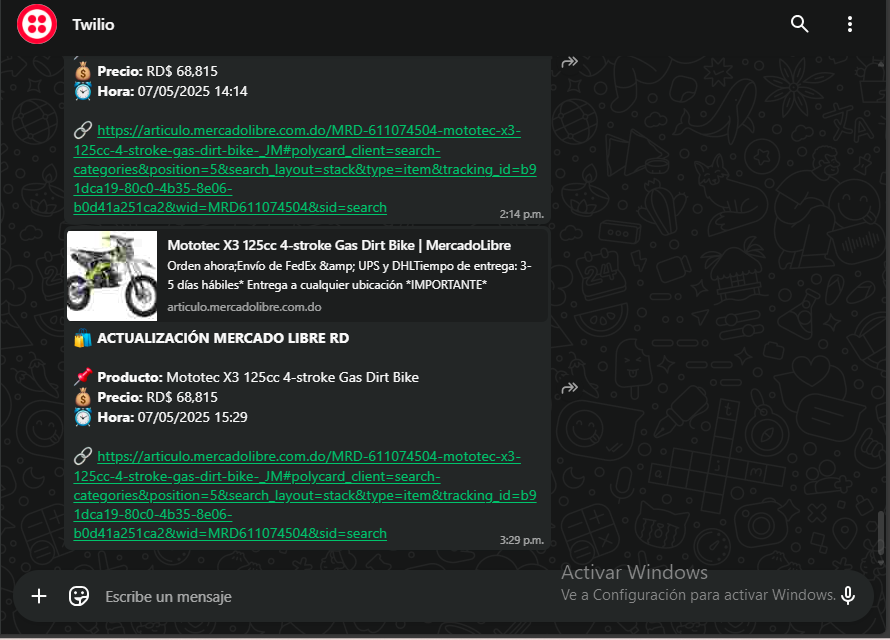 Twilio
Precio: RD$ 68,815
Hora: 07/05/2025 14:14
https://articulo.mercadolibre.com.do/MRD-611074504-mototec-x3-
125cc-4-stroke-gas-dirt-bike-_JM#polycard_client=search-
categories&position=5&search_layout=stack&type=item&tracking_id=b9
1dca19-80c0-4b35-8e06-
b0d41a251ca2&wid=MRD611074504&sid=search
2:14 p.m.
Mototec X3 125cc 4-stroke Gas Dirt Bike | MercadoLibre
Orden ahora;Envío de FedEx &amp; UPS y DHLTiempo de entrega: 3-
5 días hábiles* Entrega a cualquier ubicación *IMPORTANTE*
articulo.mercadolibre.com.do
ACTUALIZACIÓN MERCADO LIBRE RD
Producto: Mototec X3 125cc 4-stroke Gas Dirt Bike
Precio: RD$ 68,815
Hora: 07/05/2025 15:29
https://articulo.mercadolibre.com.do/MRD-611074504-mototec-x3-
125cc-4-stroke-gas-dirt-bike-_JM#polycard_client=search-
categories&position=5&search_layout=stack&type=item&tracking_id=b9
1dca19-80c0-4b35-8e06-
b0d41a251ca2&wid=MRD611074504&sid=search
3:29 p.m.
Activar Windows
Ve a Configuración para activar Windows.
Escribe un mensaje